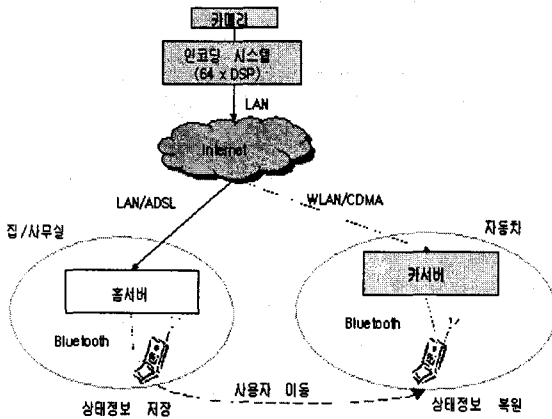 카메라
인코딩 시스템
(64 x DSP)
LAN
Internet
LAN/ADSL
WLAN/CDMA
집/사무실
자동차
홈서버
카서버
Bluetooth
Bluetooth
사용자 이동
상태정보 저장
상태정보 복원